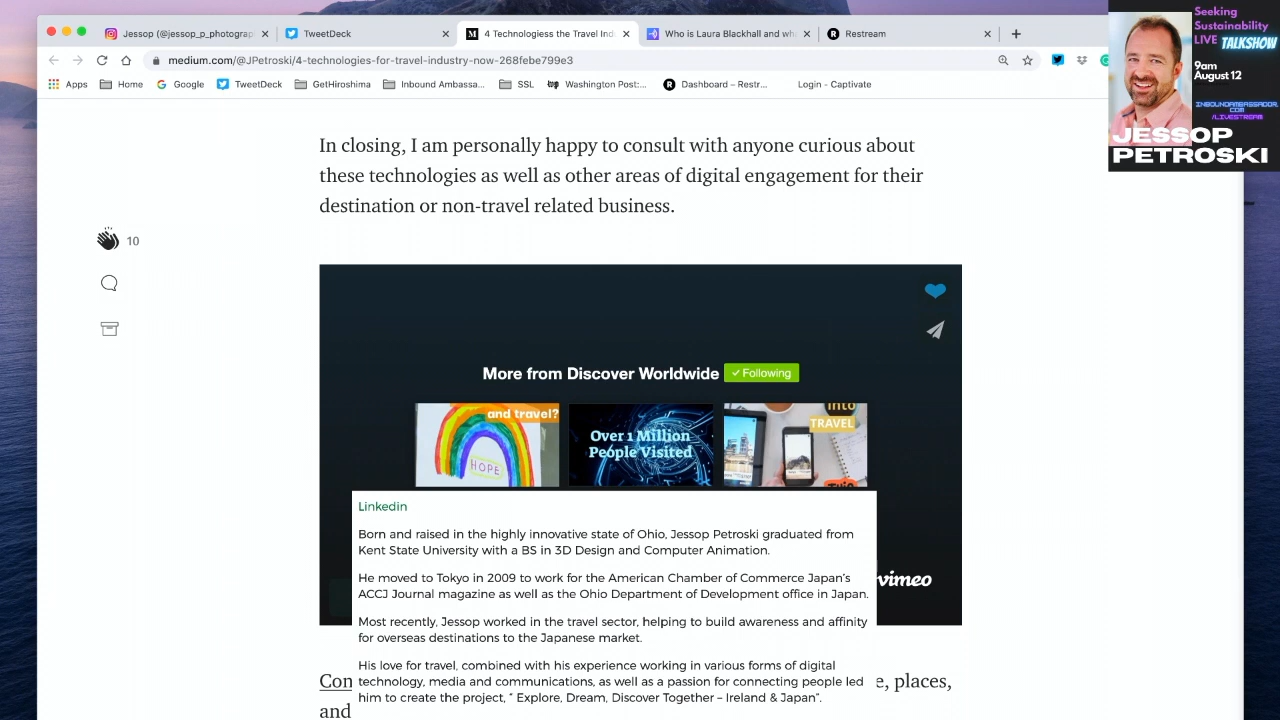 Jessop (@jessop_p_photograp
TweetDeck
4 Technologiess the Travel Ind
Who is Laura Blackhall and wh
Restream
medium.com/@JPetroski/4-technologies-for-travel-industry-now-268febe799e3
Apps
Home
Google
TweetDeck
GetHiroshima
Inbound Ambassa...
SSL
Washington Post:...
Dashboard – Restr...
Login - Captivate
Seeking
Sustainability
LIVE TALKSHOW
9am
August 12
INBOUNDAMBASSADOR.
COM
/LIVESTREAM
JESSOP
PETROSKI
In closing, I am personally happy to consult with anyone curious about
these technologies as well as other areas of digital engagement for their
destination or non-travel related business.
10
More from Discover Worldwide
Following
and travel?
HOPE
Over 1 Million
People Visited
into
TRAVEL
vimeo
Linkedin
Born and raised in the highly innovative state of Ohio, Jessop Petroski graduated from
Kent State University with a BS in 3D Design and Computer Animation.
He moved to Tokyo in 2009 to work for the American Chamber of Commerce Japan's
ACCJ Journal magazine as well as the Ohio Department of Development office in Japan.
Most recently, Jessop worked in the travel sector, helping to build awareness and affinity
for overseas destinations to the Japanese market.
His love for travel, combined with his experience working in various forms of digital
technology, media and communications, as well as a passion for connecting people led
him to create the project, " Explore, Dream, Discover Together – Ireland & Japan".
Con
e, places,
and